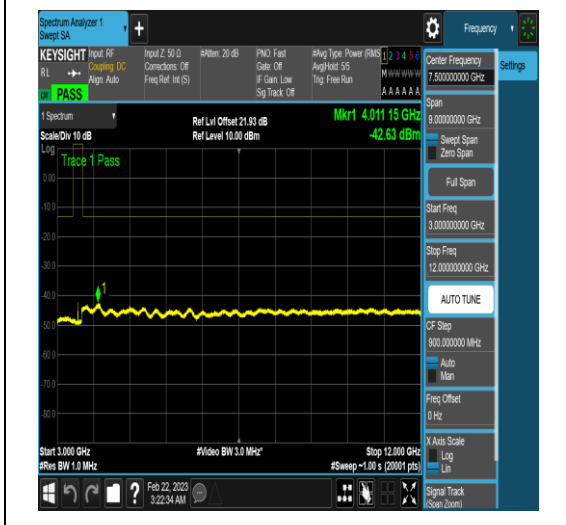 Spectrum Analyzer 1
Swept SA
Frequency
KEYSIGHT
RL
PASS
Input: RF
Coupling: DC
Align: Auto
Input Z: 50 Ω
Corrections: Off
Freq Ref: Int (S)
#Atten: 20 dB
PNO: Fast
Gate: Off
IF Gain: Low
Sig Track: Off
#Avg Type: Power (RMS
Avg|Hold: 5/5
Trig: Free Run
1 2 3 4 5 6
M W W W W W
A A A A A A
1 Spectrum
Scale/Div 10 dB
Ref Lvl Offset 21.93 dB
Ref Level 10.00 dBm
Mkr1 4.011 15 GHz
-42.63 dBm
Log
Trace 1 Pass
0.00
-10.0
-20.0
-30.0
-40.0
-50.0
-60.0
-70.0
-80.0
1
Start 3.000 GHz
#Res BW 1.0 MHz
#Video BW 3.0 MHz*
Stop 12.000 GHz
#Sweep ~1.00 s (20001 pts)
Feb 22, 2023
3:22:34 AM
Center Frequency
7.500000000 GHz
Settings
Span
9.00000000 GHz
Swept Span
Zero Span
Full Span
Start Freq
3.000000000 GHz
Stop Freq
12.000000000 GHz
AUTO TUNE
CF Step
900.000000 MHz
Auto
Man
Freq Offset
0 Hz
X Axis Scale
Log
Lin
Signal Track
(Span Zoom)